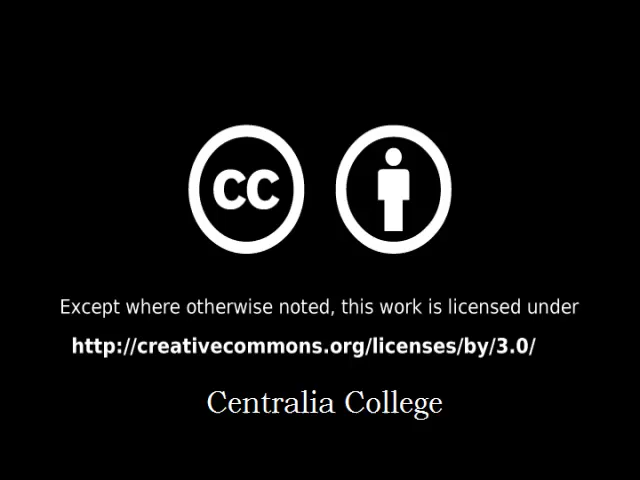 CC
Except where otherwise noted, this work is licensed under
http://creativecommons.org/licenses/by/3.0/
Centralia College